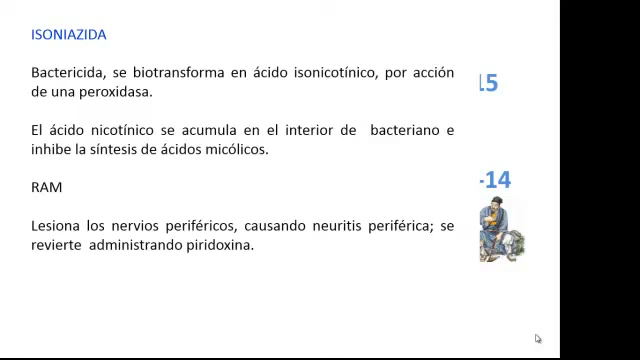 ISONIAZIDA
Bactericida, se biotransforma en ácido isonicotínico, por acción
de una peroxidasa.
El ácido nicotínico se acumula en el interior de bacteriano e
inhibe la síntesis de ácidos micólicos.
RAM
Lesiona los nervios periféricos, causando neuritis periférica; se
revierte administrando piridoxina.
15
-14